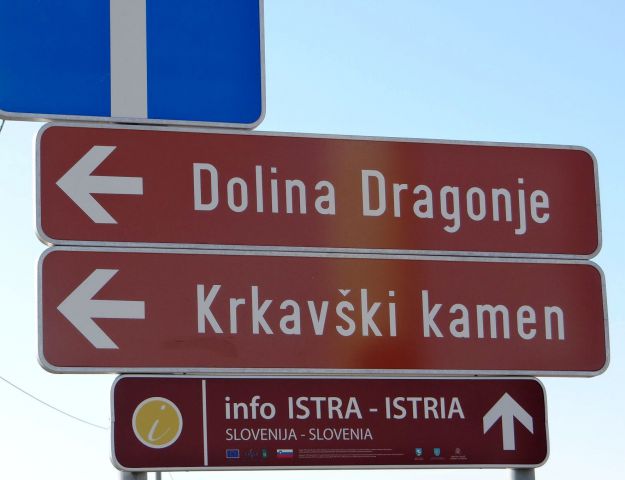 Dolina Dragonje
Krkavški kamen
i
info ISTRA - ISTRIA
SLOVENIJA - SLOVENIA